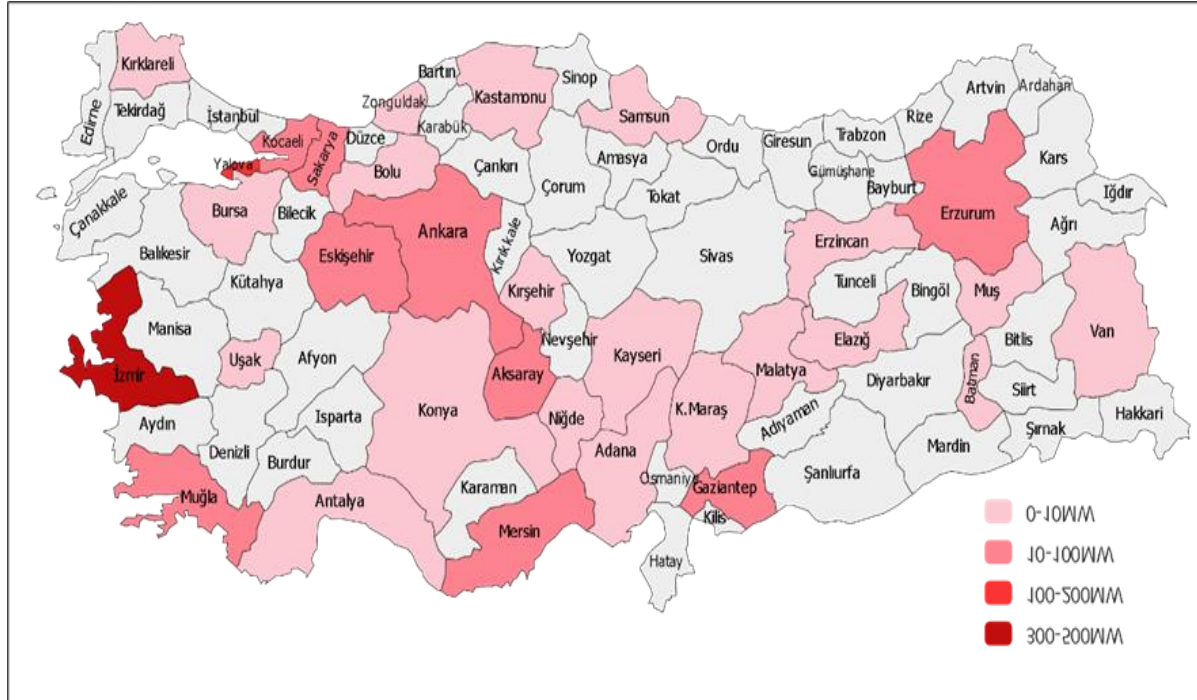 Kırklareli
Edirne
Tekirdağ
İstanbul
Kocaeli
Yalova
Sakarya
Düzce
Zonguldak
Bartın
Karabük
Kastamonu
Sinop
Samsun
Bolu
Çankırı
Çorum
Amasya
Tokat
Ordu
Giresun
Gümüşhane
Trabzon
Bayburt
Rize
Artvin
Ardahan
Kars
Iğdır
Ağrı
Erzurum
Erzincan
Çanakkale
Balıkesir
Bursa
Bilecik
Eskişehir
Ankara
Kırıkkale
Yozgat
Sivas
Kütahya
Manisa
İzmir
Uşak
Afyon
Kırşehir
Nevşehir
Kayseri
Aksaray
Niğde
Konya
Malatya
Elazığ
Tunceli
Bingöl
Muş
Bitlis
Van
Batman
Siirt
Şırnak
Hakkari
Diyarbakır
Mardin
Adıyaman
Şanlıurfa
K.Maraş
Gaziantep
Kilis
Osmaniye
Adana
Hatay
Mersin
Karaman
Antalya
Isparta
Burdur
Denizli
Aydın
Muğla
0-10MW
10-100MW
100-200MW
300-500MW